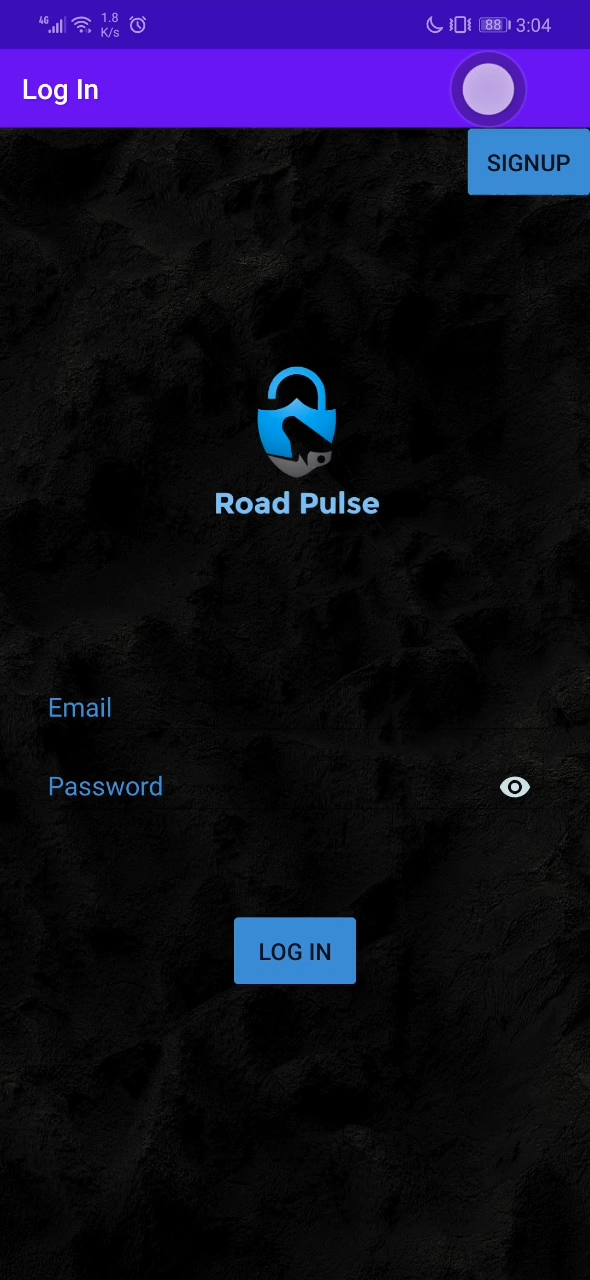 4G 1.8 K/s 88 3:04
Log In
SIGNUP
Road Pulse
Email
Password
LOG IN